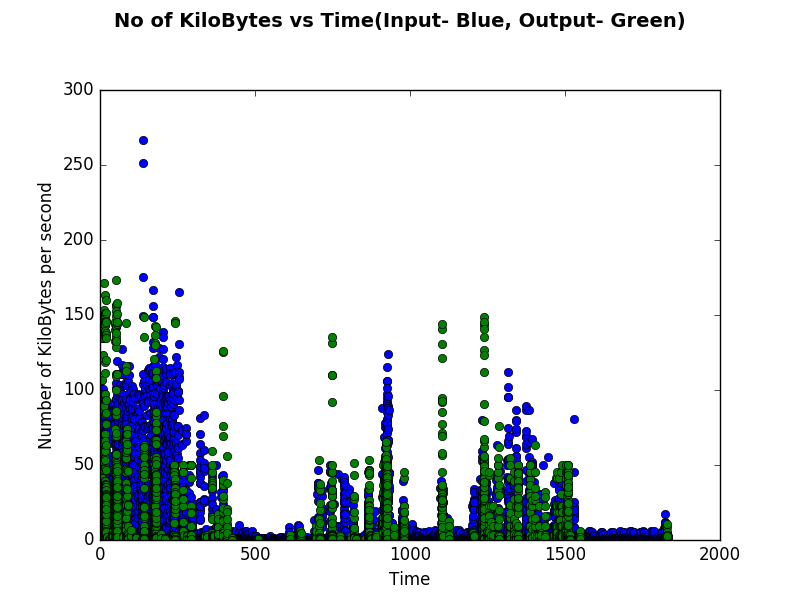 No of KiloBytes vs Time(Input- Blue, Output- Green)
300
250
200
150
100
50
0
Number of KiloBytes per second
0 500 1000 1500 2000
Time